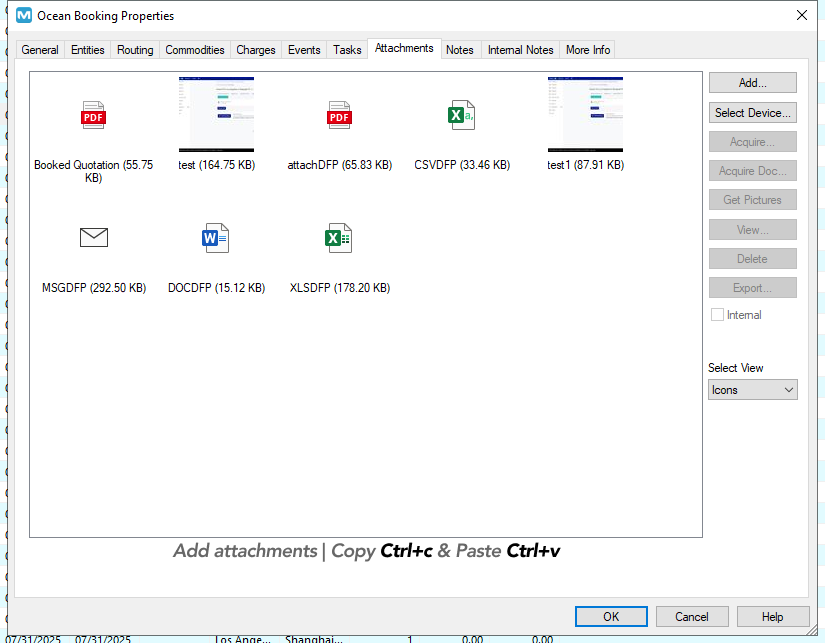 Ocean Booking Properties
General Entities Routing Commodities Charges Events Tasks Attachments Notes Internal Notes More Info
Add...
Select Device...
Acquire...
Acquire Doc...
Get Pictures
View...
Delete
Export...
Internal
Select View
Icons
PDF
PDF
Booked Quotation (55.75 KB)
test (164.75 KB)
attachDFP (65.83 KB)
CSVDFP (33.46 KB)
test1 (87.91 KB)
MSGDFP (292.50 KB)
DOCDFP (15.12 KB)
XLSDFP (178.20 KB)
Add attachments | Copy Ctrl+c & Paste Ctrl+v
OK Cancel Help
07/31/2025 07/31/2025 Los Ange... Shanghai... 1 0.00 0.00